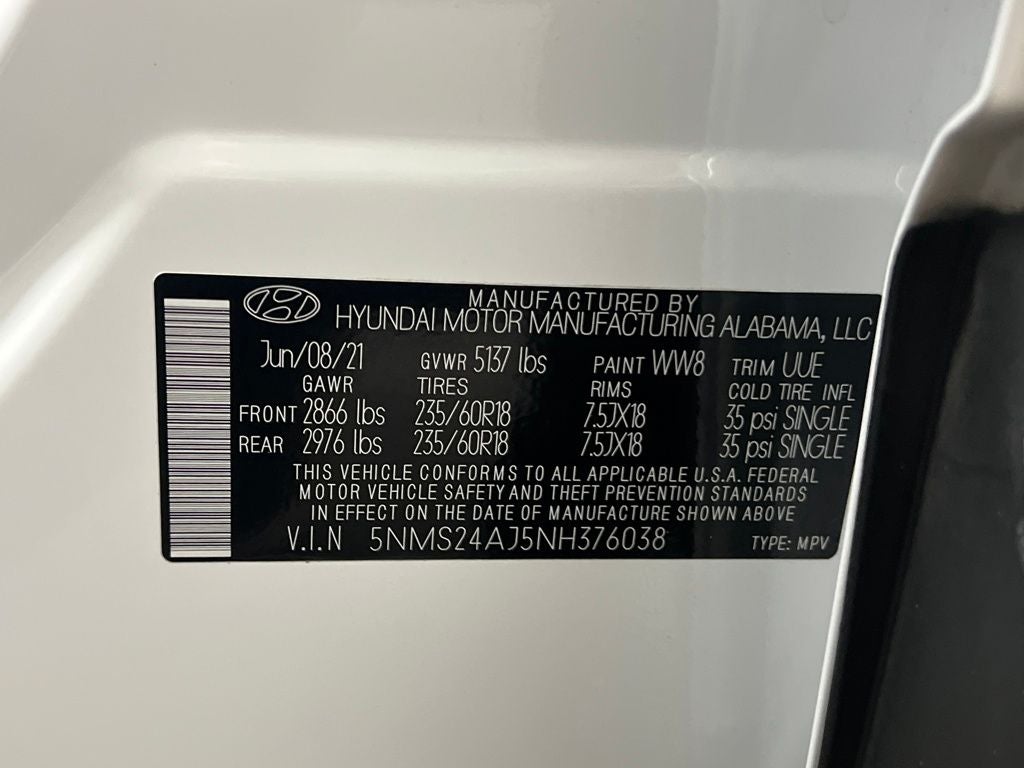 MANUFACTURED BY
HYUNDAI MOTOR MANUFACTURING ALABAMA, LLC
Jun/08/21 GVWR 5137 lbs PAINT WW8 TRIM UUE
GAWR TIRES RIMS COLD TIRE INFL
FRONT 2866 lbs 235/60R18 7.5JX18 35 psi SINGLE
REAR 2976 lbs 235/60R18 7.5JX18 35 psi SINGLE
THIS VEHICLE CONFORMS TO ALL APPLICABLE U.S.A. FEDERAL
MOTOR VEHICLE SAFETY AND THEFT PREVENTION STANDARDS
IN EFFECT ON THE DATE OF MANUFACTURE SHOWN ABOVE
V.I.N 5NMS24AJ5NH376038 TYPE: MPV